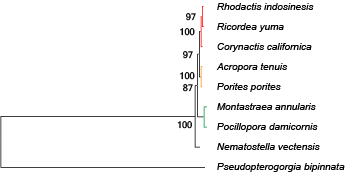 Rhodactis indosinesis
97
Ricordea yuma
100
Corynactis californica
97
Acropora tenuis
100
87
Porites porites
Montastraea annularis
100
Pocillopora damicornis
Nematostella vectensis
Pseudopterogorgia bipinnata